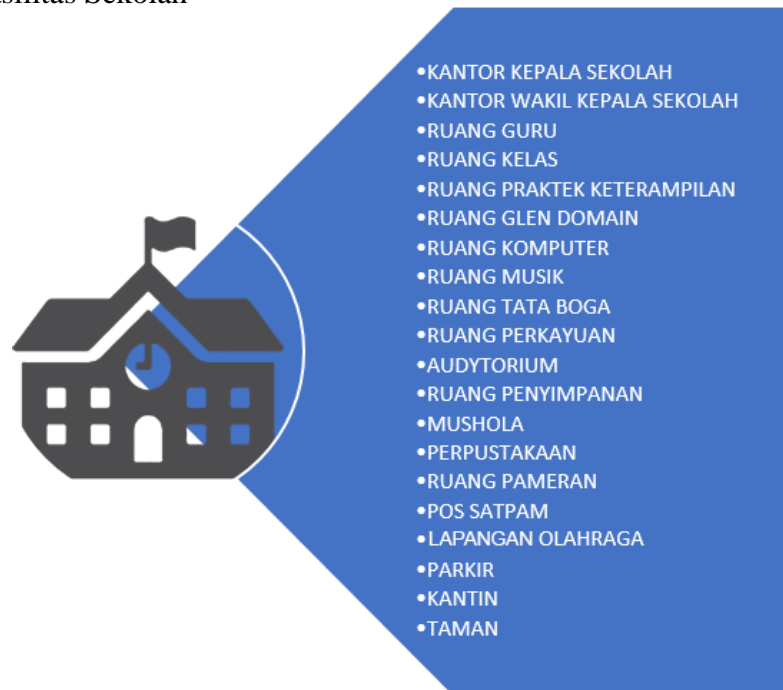 Sekolah
•KANTOR KEPALA SEKOLAH
•KANTOR WAKIL KEPALA SEKOLAH
•RUANG GURU
•RUANG KELAS
•RUANG PRAKTEK KETERAMPILAN
•RUANG GLEN DOMAIN
•RUANG KOMPUTER
•RUANG MUSIK
•RUANG TATA BOGA
•RUANG PERKAYUAN
•AUDYTORIUM
•RUANG PENYIMPANAN
•MUSHOLA
•PERPUSTAKAAN
•RUANG PAMERAN
•POS SATPAM
•LAPANGAN OLAHRAGA
•PARKIR
•KANTIN
•TAMAN